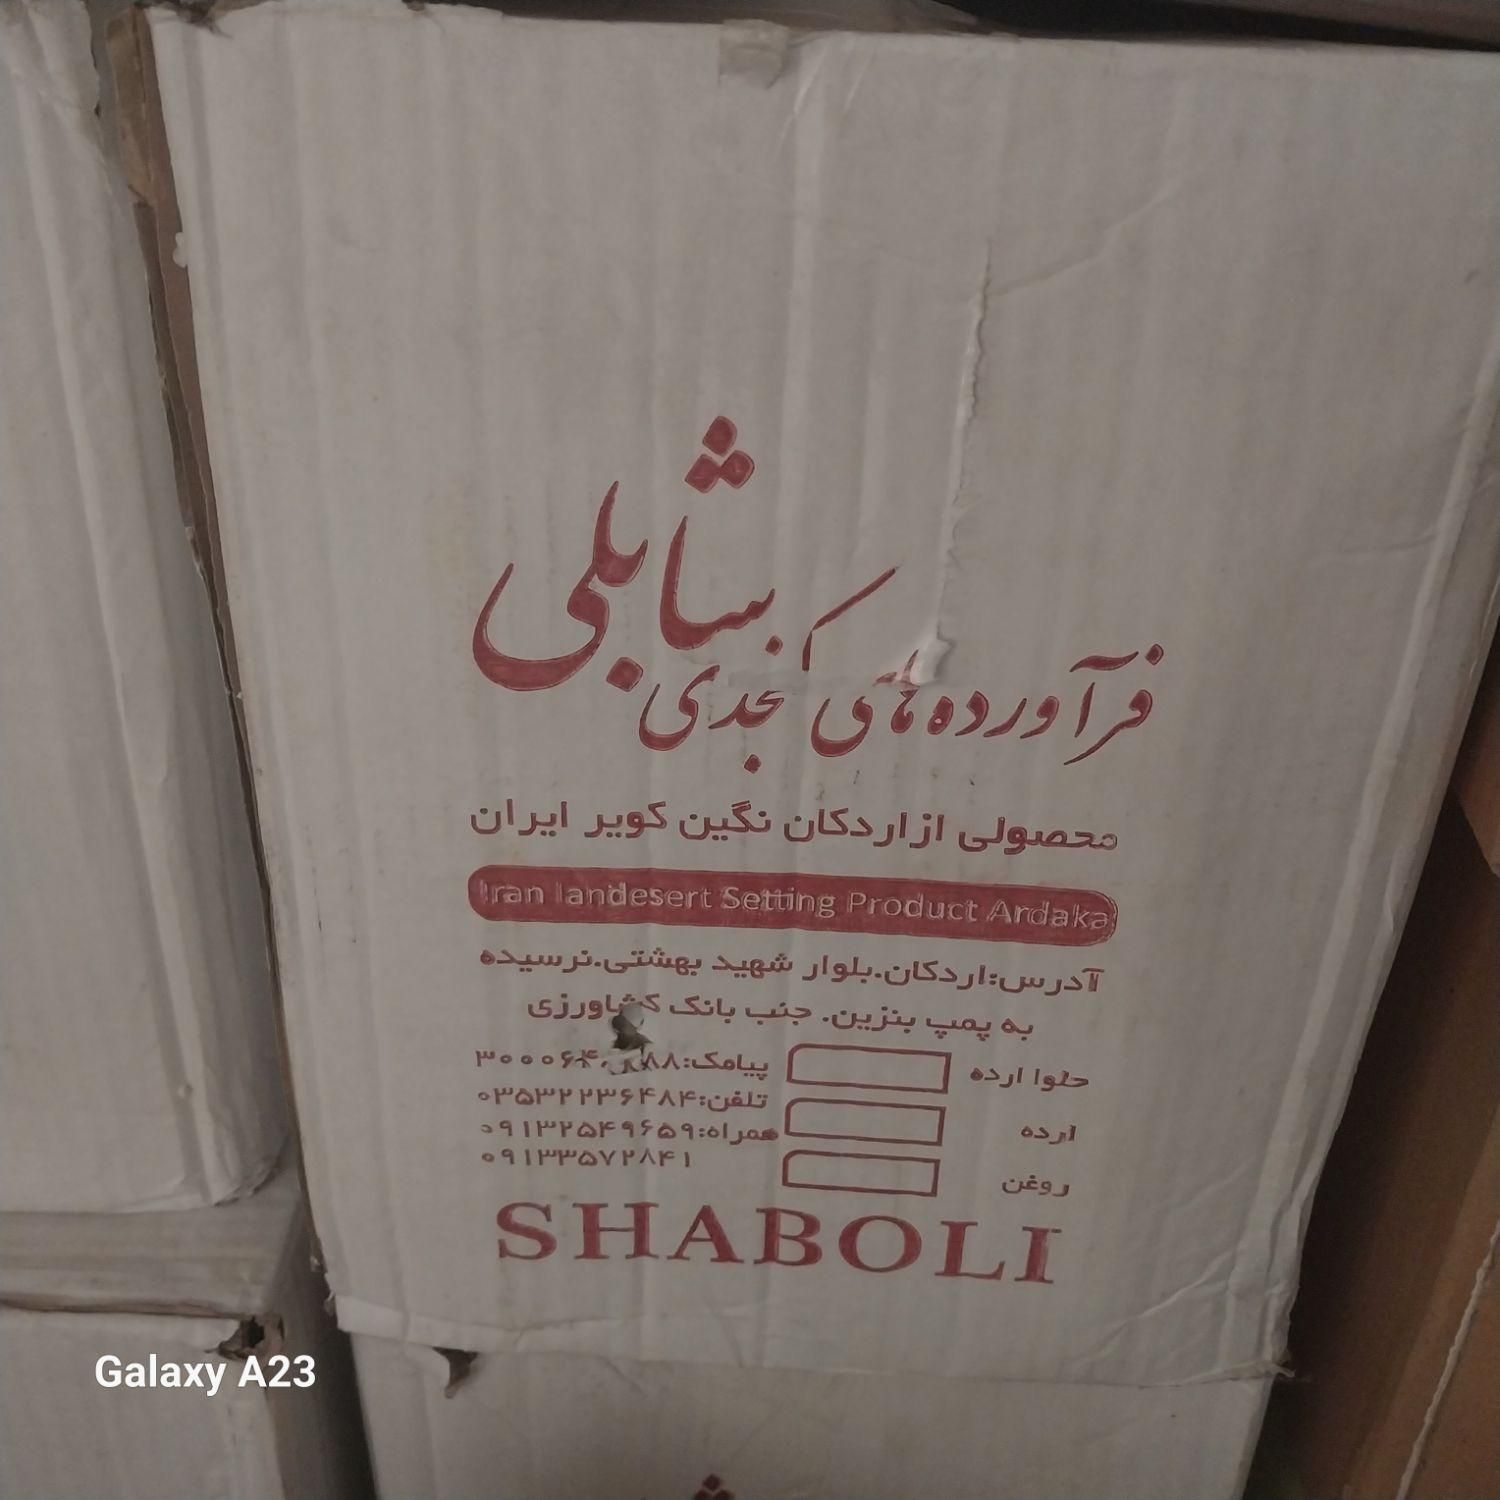 شابلی
فرآورده‌های کنجدی
محصولی از اردکان نگین کویر ایران
Iran landesert Setting Product Ardaka
آدرس:اردکان.بلوار شهید بهشتی.نرسیده
به پمپ بنزین. جنب بانک کشاورزی
حلوا ارده
پیامک:
ارده
تلفن:۰۳۵۳۲۲۳۶۴۸۴
همراه:۰۹۱۳۲۵۴۹۶۵۹
روغن
۰۹۱۳۳۵۷۲۸۴۱
SHABOLI
Galaxy A23